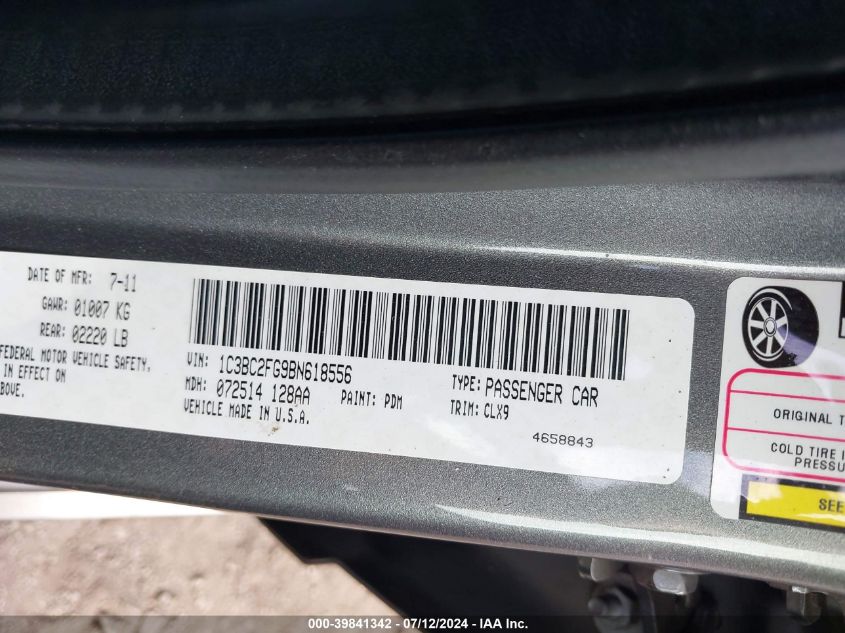 DATE OF MFR: 7-11
GAWR: 01007 KG
REAR: 02220 LB
FEDERAL MOTOR VEHICLE SAFETY,
IN EFFECT ON
ABOVE.
VIN: 1C3BC2FG9BN618556
MDH: 072514 128AA PAINT: PDM
VEHICLE MADE IN U.S.A.
TYPE: PASSENGER CAR
TRIM: CLX9
4658843
ORIGINAL T
COLD TIRE I
PRESSU
SEE
000-39841342 - 07/12/2024 - IAA Inc.